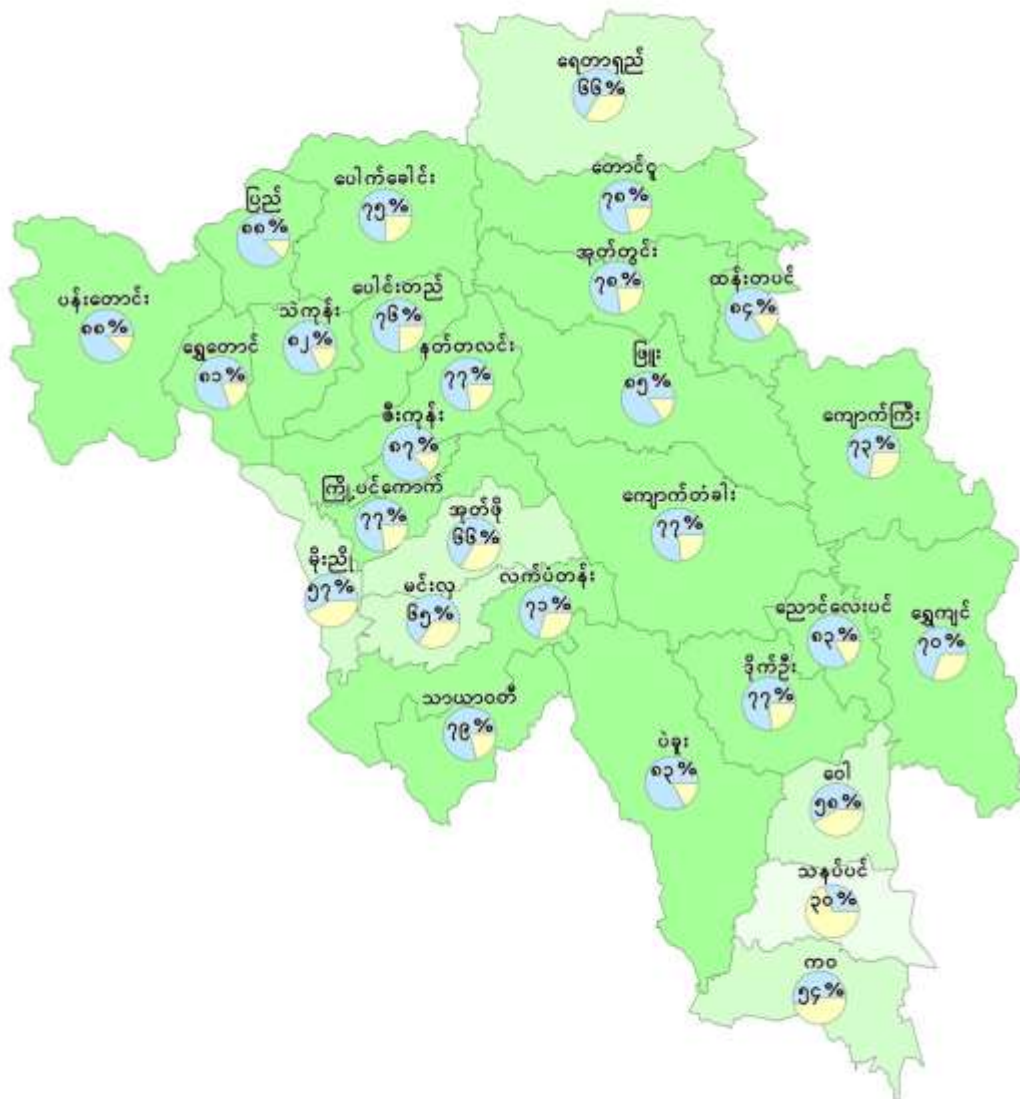 ရေတာရှည်
၆၆%
တောင်ငူ
၇၈%
ပေါက်ခေါင်း
၇၅%
ပြည်
၈၈%
အုတ်တွင်း
၇၈%
ထန်းတပင်
၈၄%
ပန်းတောင်း
၈၈%
သဲကုန်း
၈၂%
ပေါင်းတည်
၇၆%
ရွှေတောင်
၈၁%
နတ်တလင်း
၇၇%
ဖြူး
၈၅%
ကျောက်ကြီး
၇၃%
ဇီးကုန်း
၈၇%
ကြို့ပင်ကောက်
၇၇%
အုတ်ဖို
၆၆%
ကျောက်တံခါး
၇၇%
မိုးညို
၅၇%
မင်းလှ
၆၅%
လက်ပံတန်း
၇၁%
ညောင်လေးပင်
၈၃%
ရွှေကျင်
၇၀%
ဒိုက်ဦး
၇၇%
သာယာဝတီ
၇၉%
ပဲခူး
၈၃%
ဝေါ
၅၈%
သနပ်ပင်
၃၀%
ကဝ
၅၄%